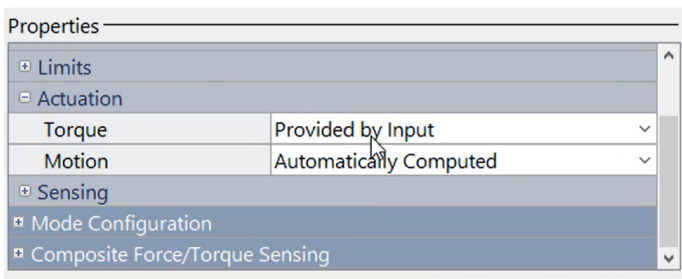 Properties
Limits
Actuation
Torque Provided by Input
Motion Automatically Computed
Sensing
Mode Configuration
Composite Force/Torque Sensing